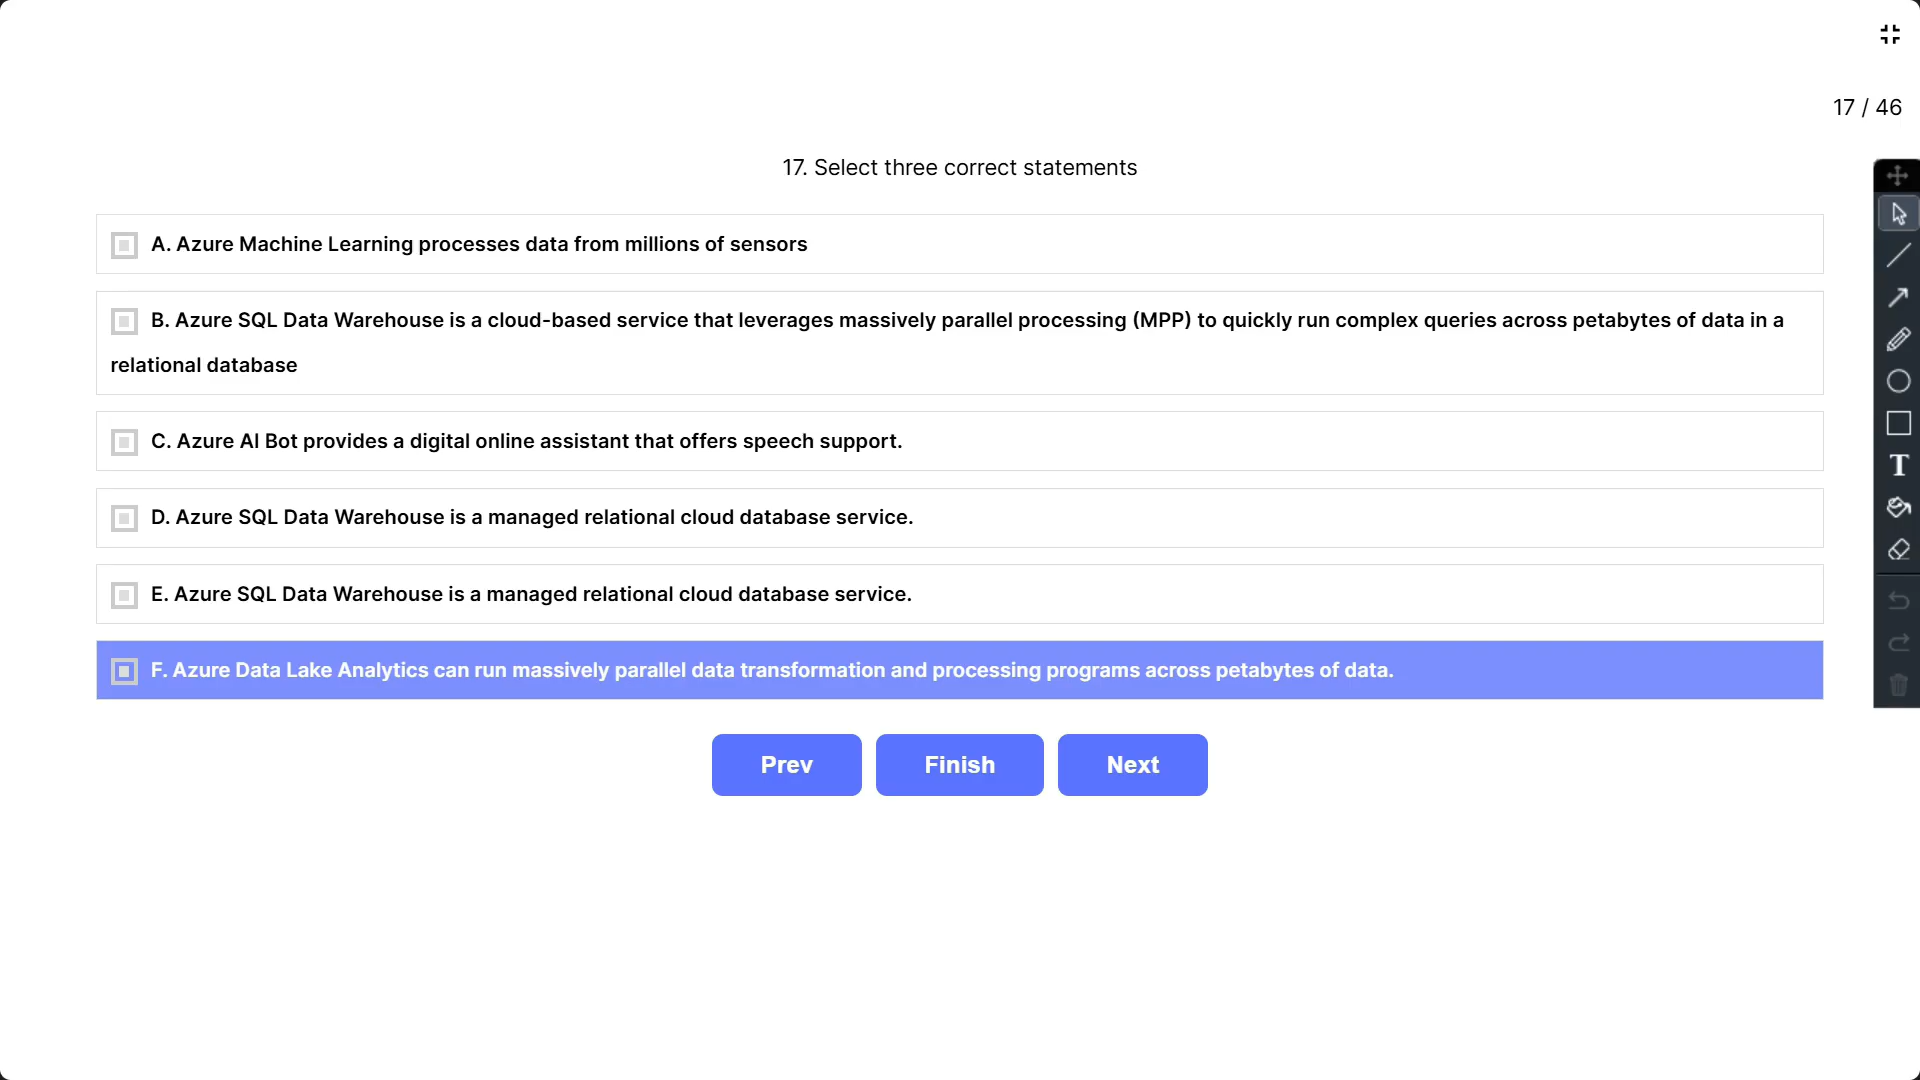 17 / 46
17. Select three correct statements
A. Azure Machine Learning processes data from millions of sensors
B. Azure SQL Data Warehouse is a cloud-based service that leverages massively parallel processing (MPP) to quickly run complex queries across petabytes of data in a
relational database
C. Azure AI Bot provides a digital online assistant that offers speech support.
D. Azure SQL Data Warehouse is a managed relational cloud database service.
E. Azure SQL Data Warehouse is a managed relational cloud database service.
F. Azure Data Lake Analytics can run massively parallel data transformation and processing programs across petabytes of data.
Prev Finish Next
T